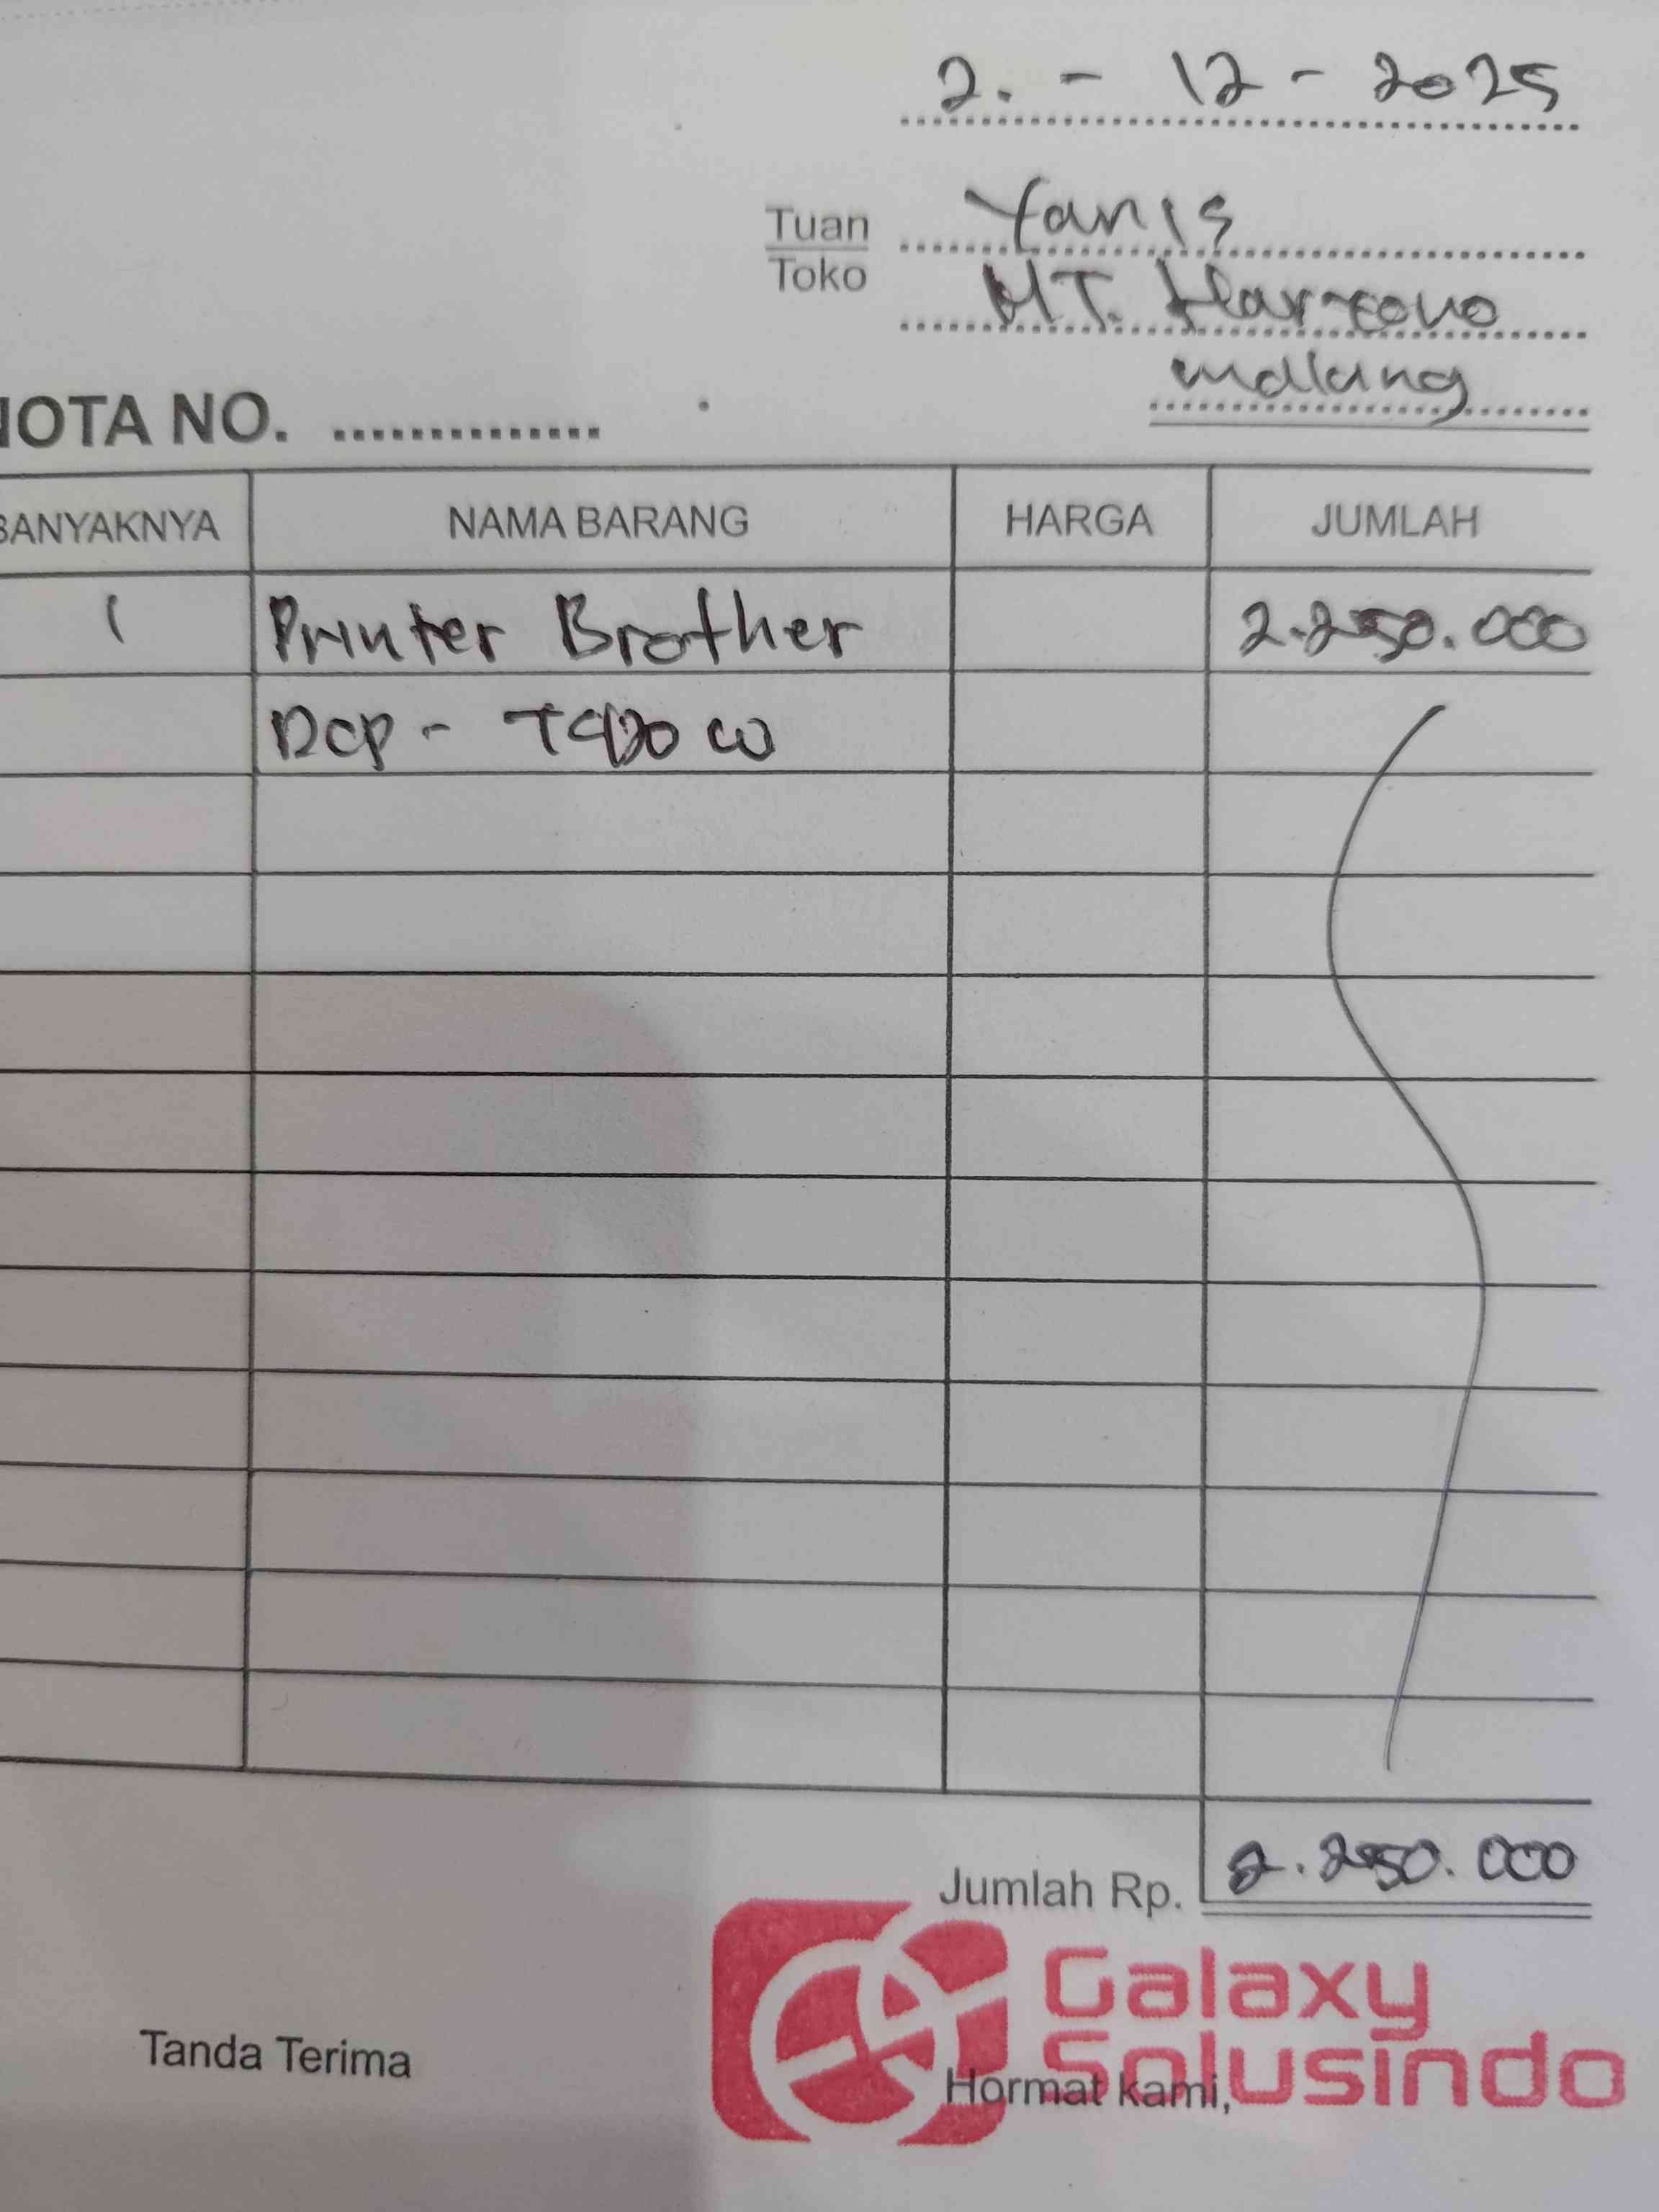 2. - 12 - 2025
Tuan Yanis
Toko MT. Haryono
malang
NOTA NO. ...............
BANYAKNYA NAMA BARANG HARGA JUMLAH
1 Printer Brother 2.250.000
DCP - T420 W
Jumlah Rp. 2.250.000
Galaxy
Solusindo
Tanda Terima Hormat kami,